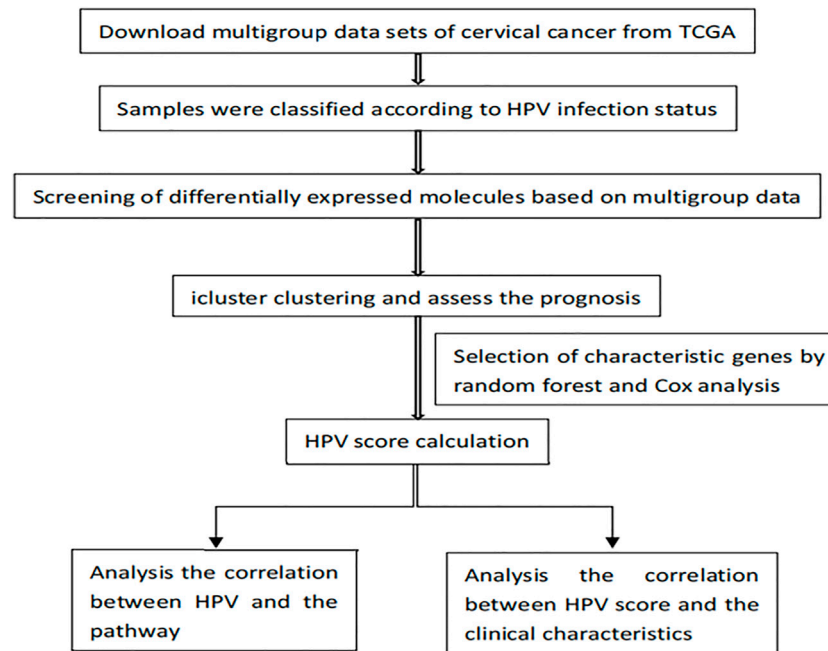 Download multigroup data sets of cervical cancer from TCGA
Samples were classified according to HPV infection status
Screening of differentially expressed molecules based on multigroup data
icluster clustering and assess the prognosis
Selection of characteristic genes by
random forest and Cox analysis
HPV score calculation
Analysis the correlation
between HPV and the
pathway
Analysis the correlation
between HPV score and the
clinical characteristics